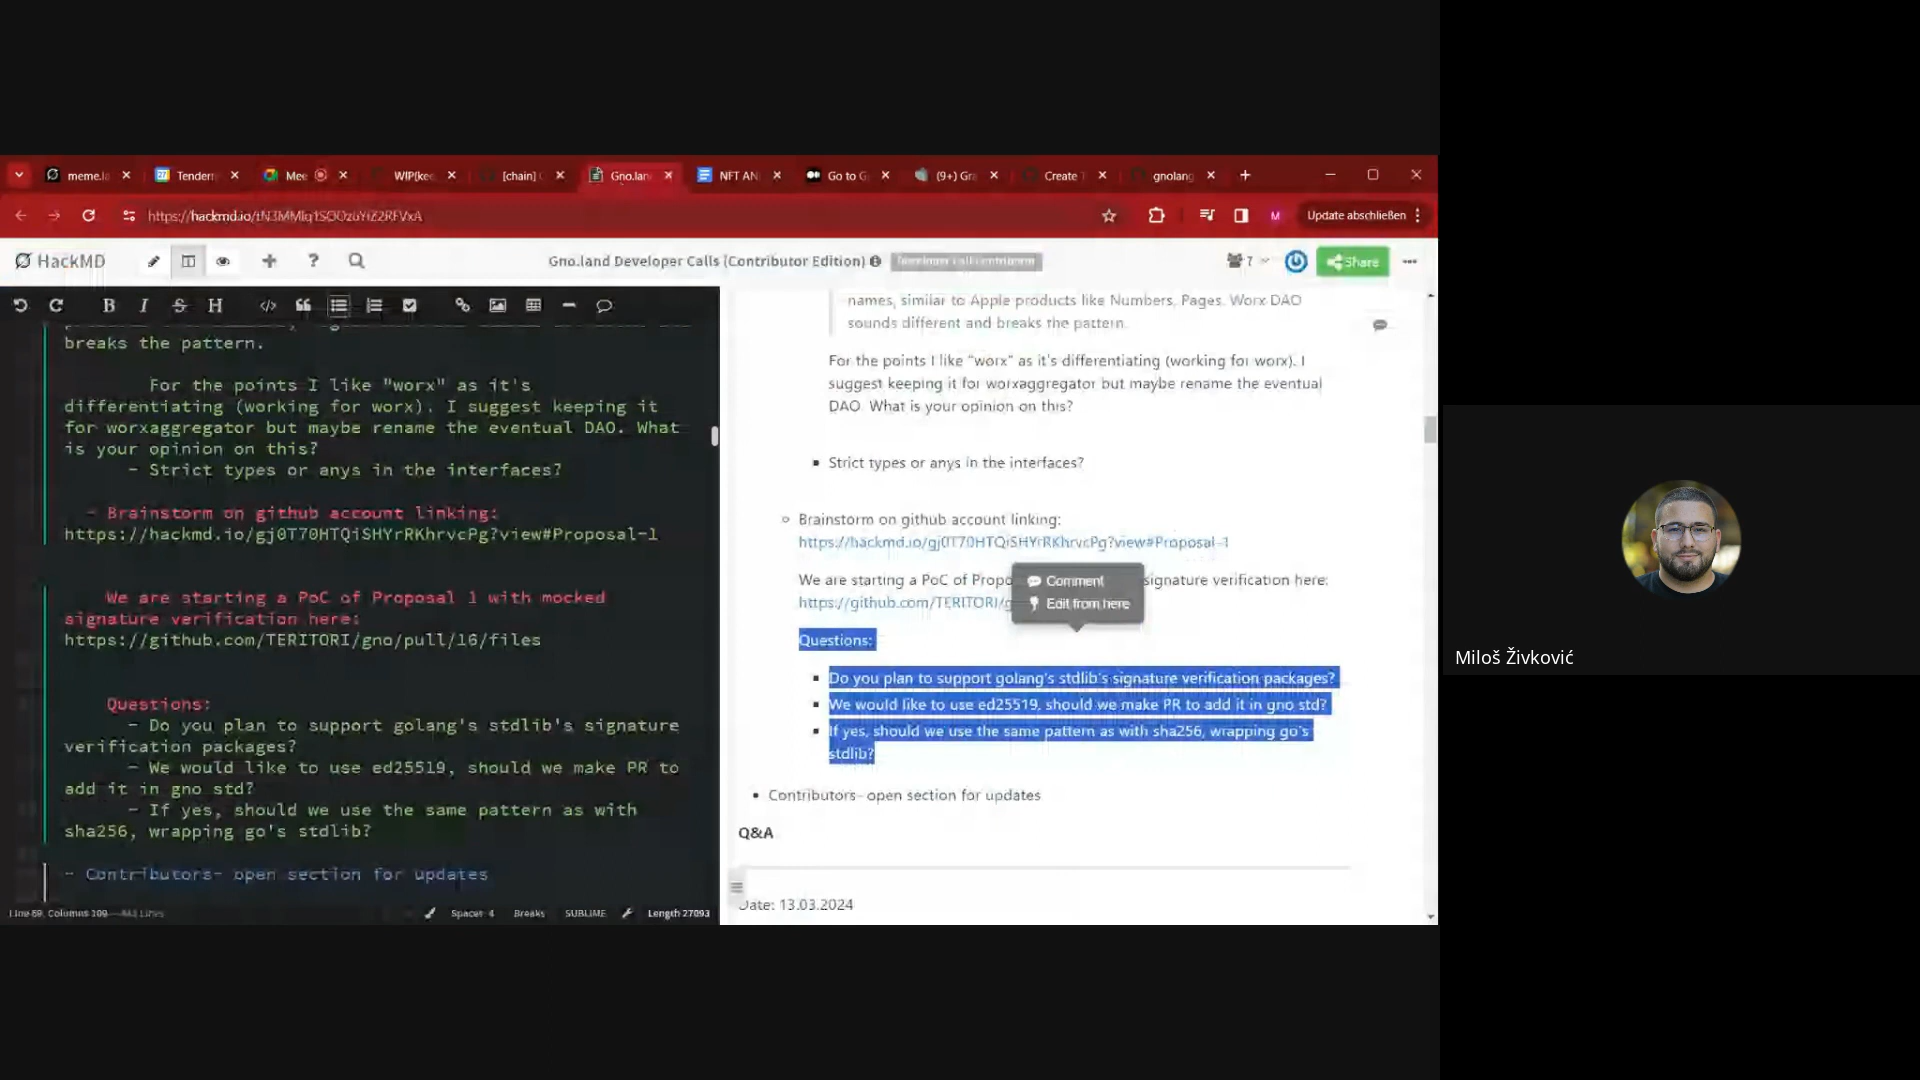 meme.la
Tender
Mee
WIP(kee
[chain]
Gno.lan
NFT AN
Go to G
(9+) Gra
Create
gnolang
https://hackmd.io/
Update abschließen
HackMD
Gno.land Developer Calls (Contributor Edition)
7
Share
B I S H
breaks the pattern.
For the points I like "worx" as it's
differentiating (working for worx). I suggest keeping it
for worxaggregator but maybe rename the eventual DAO. What
is your opinion on this?
- Strict types or anys in the interfaces?
- Brainstorm on github account linking:
https://hackmd.io/gj0T70HTQiSHYrRKhrvcPg?view#Proposal-1
We are starting a PoC of Proposal 1 with mocked
signature verification here:
https://github.com/TERITORI/gno/pull/16/files
Questions:
- Do you plan to support golang's stdlib's signature
verification packages?
- We would like to use ed25519, should we make PR to
add it in gno std?
- If yes, should we use the same pattern as with
sha256, wrapping go's stdlib?
- Contributors- open section for updates
Line 69, Columns 109
Spaces: 4
Breaks
SUBLIME
Length 27093
names, similar to Apple products like Numbers, Pages. Worx DAO
sounds different and breaks the pattern.
For the points I like "worx" as it's differentiating (working for worx). I
suggest keeping it for worxaggregator but maybe rename the eventual
DAO. What is your opinion on this?
Strict types or anys in the interfaces?
Brainstorm on github account linking:
https://hackmd.io/gj0T70HTQiSHYrRKhrvcPg?view#Proposal-1
We are starting a PoC of Propo signature verification here:
https://github.com/TERITORI/g
Comment
Edit from here
Questions:
Do you plan to support golang's stdlib's signature verification packages?
We would like to use ed25519, should we make PR to add it in gno std?
If yes, should we use the same pattern as with sha256, wrapping go's
stdlib?
Contributors- open section for updates
Q&A
Date: 13.03.2024
Miloš Živković